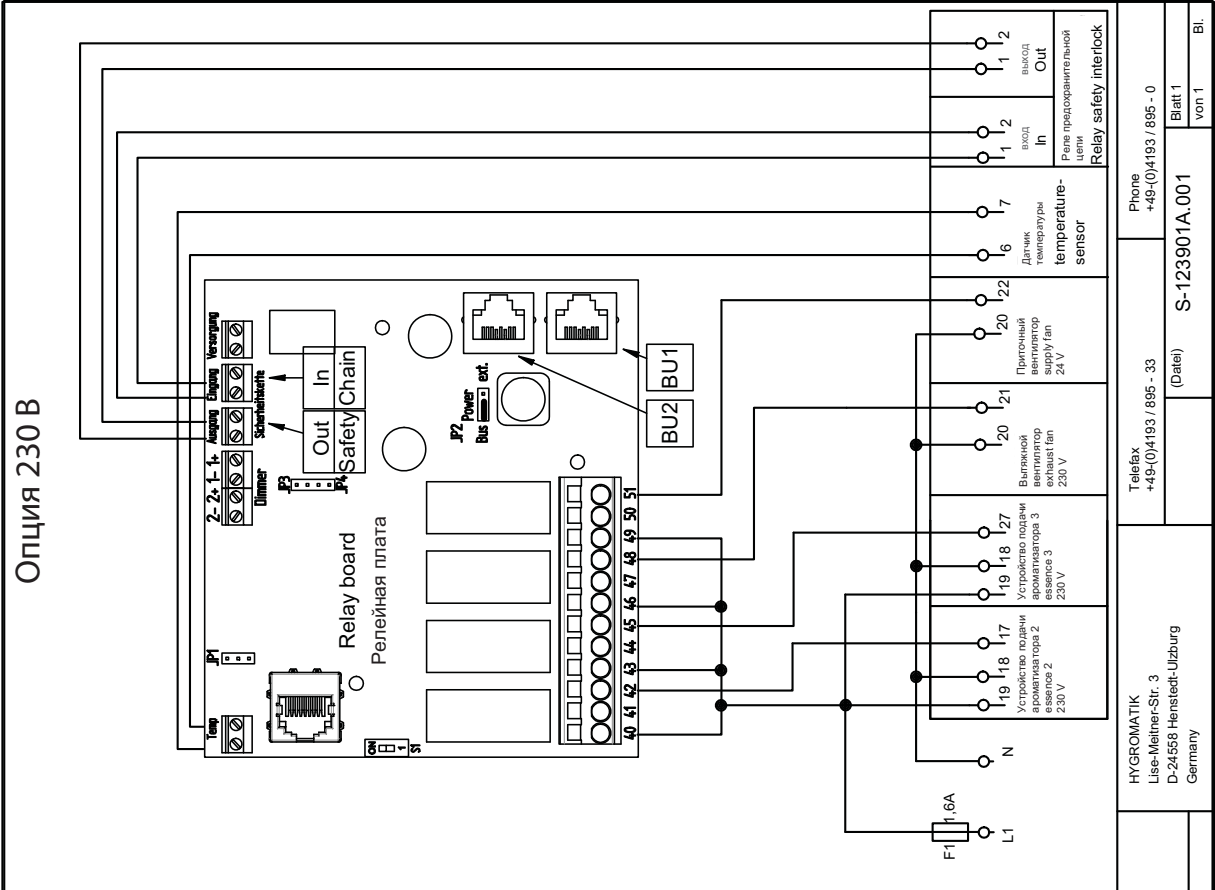 Опция 230 В
Temp
JP1
2- 2+ 1- 1+
Dimmer
Ausgang
Eingang
Versorgung
Sicherheitskette
JP3
JP4
Out
In
Safety
Chain
Relay board
Релейная плата
ON
1
S1
JP2
Power
Bus
ext.
BU2
BU1
40 41 42 43 44 45 46 47 48 49 50 51
F1
1,6A
L1
N
19 18 17
Устройство подачи
ароматизатора 2
essence 2
230 V
19 18 27
Устройство подачи
ароматизатора 3
essence 3
230 V
20 21
Вытяжной
вентилятор
exhaust fan
230 V
20 22
Приточный
вентилятор
supply fan
24 V
6 7
Датчик
температуры
temperature-
sensor
1 2
вход
In
1 2
выход
Out
Реле предохранительной
цепи
Relay safety interlock
HYGROMATIK
Lise-Meitner-Str. 3
D-24558 Henstedt-Ulzburg
Germany
Telefax
+49-(0)4193 / 895 - 33
Phone
+49-(0)4193 / 895 - 0
(Datei)
S-123901A.001
Blatt 1
von 1
Bl.